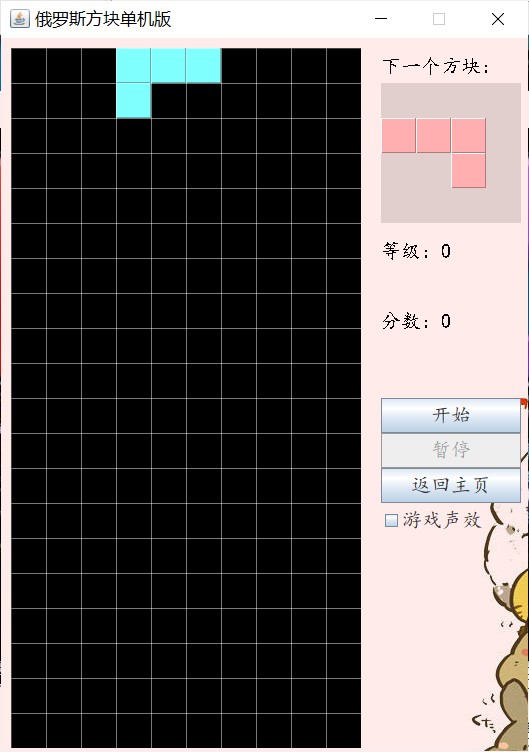 俄罗斯方块单机版
下一个方块：
等级：0
分数：0
开始
暂停
返回主页
游戏声效